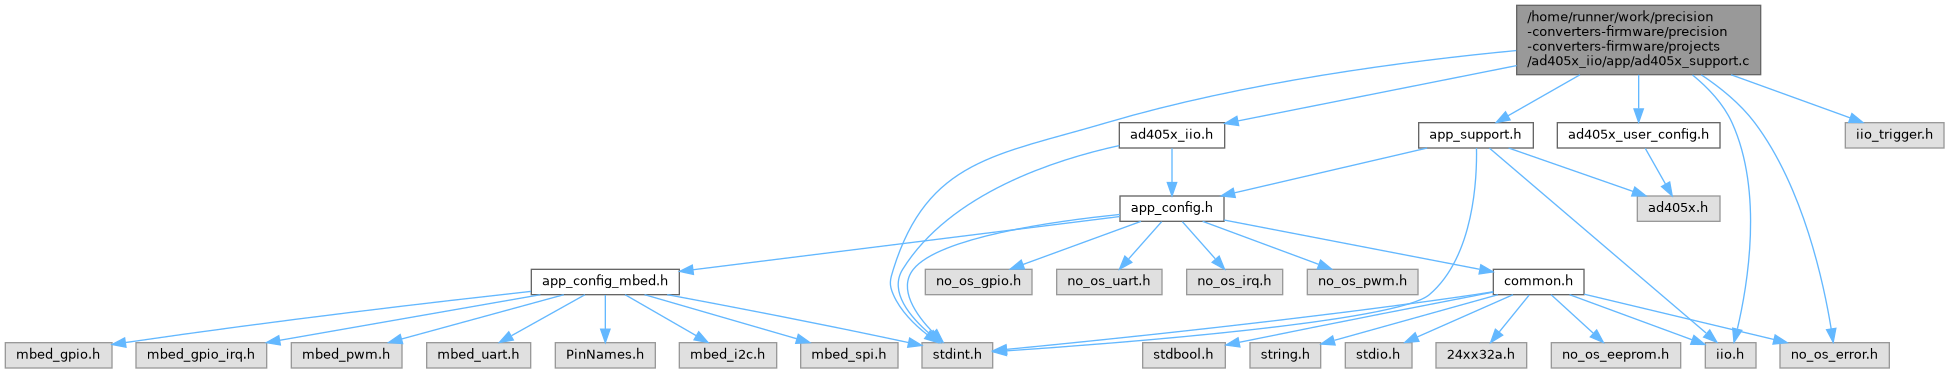 /home/runner/work/precision
-converters-firmware/precision
-converters-firmware/projects
/ad405x_iio/app/ad405x_support.c
ad405x_iio.h
app_support.h
ad405x_user_config.h
iio_trigger.h
app_config.h
ad405x.h
app_config_mbed.h
no_os_gpio.h
no_os_uart.h
no_os_irq.h
no_os_pwm.h
common.h
mbed_gpio.h
mbed_gpio_irq.h
mbed_pwm.h
mbed_uart.h
PinNames.h
mbed_i2c.h
mbed_spi.h
stdint.h
stdbool.h
string.h
stdio.h
24xx32a.h
no_os_eeprom.h
iio.h
no_os_error.h